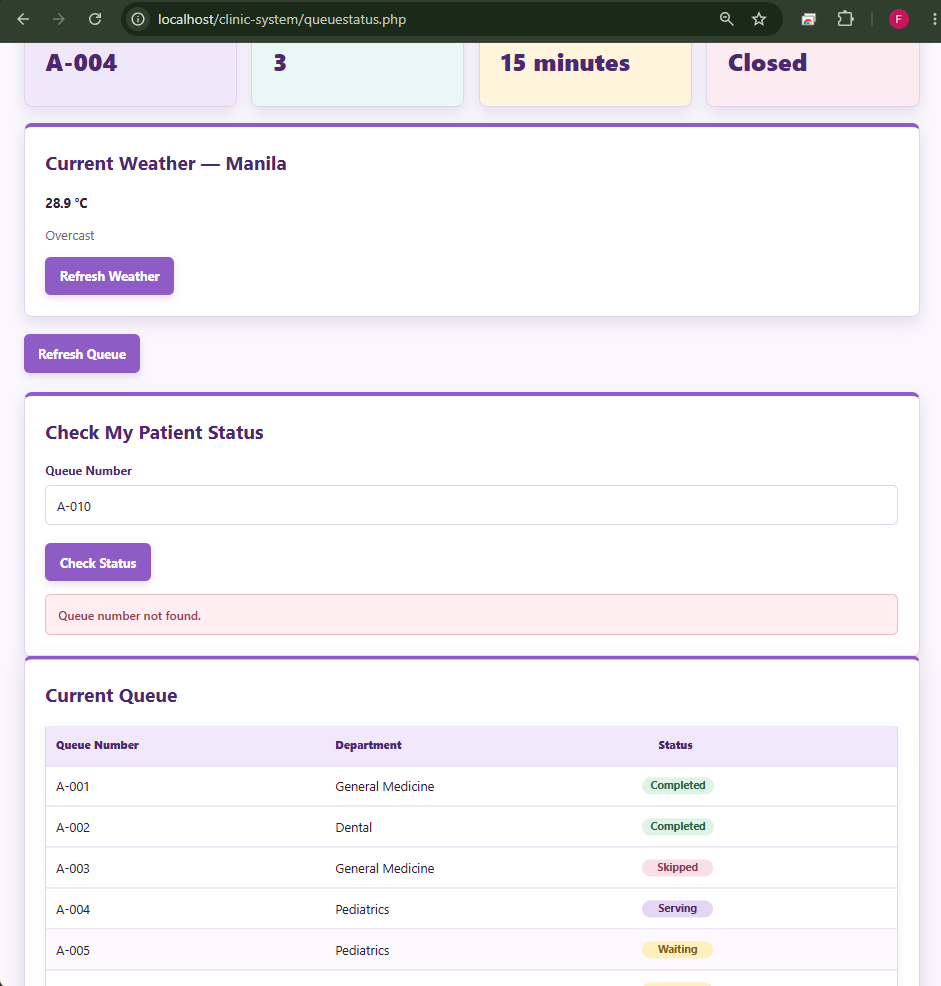 localhost/clinic-system/queuestatus.php
F
A-004
3
15 minutes
Closed
Current Weather — Manila
28.9 °C
Overcast
Refresh Weather
Refresh Queue
Check My Patient Status
Queue Number
A-010
Check Status
Queue number not found.
Current Queue
Queue Number Department Status
A-001 General Medicine Completed
A-002 Dental Completed
A-003 General Medicine Skipped
A-004 Pediatrics Serving
A-005 Pediatrics Waiting